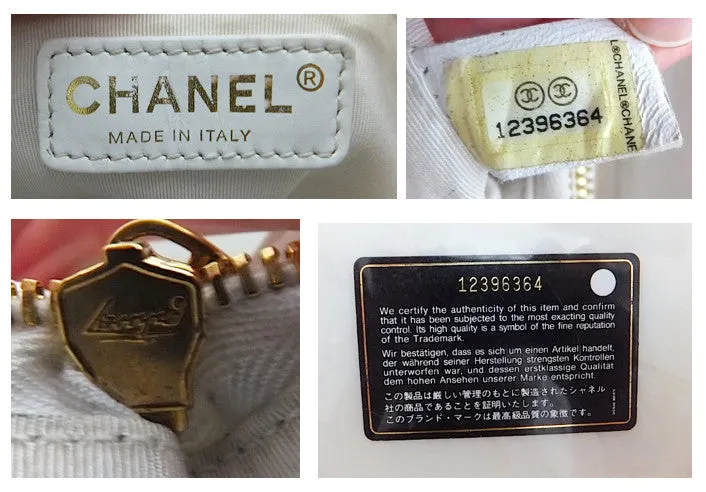 CHANEL®
MADE IN ITALY
12396364
L®CHANEL®CHANE
Lampo
12396364
We certify the authenticity of this item and confirm
that it has been subjected to the most exacting quality
control. Its high quality is a symbol of the fine reputation
of the Trademark.
Wir bestätigen, dass es sich um einen Artikel handelt,
der während seiner Herstellung strengsten Kontrollen
unterworfen war, und dessen erstklassige Qualität
dem hohen Ansehen unserer Marke entspricht.
この製品は厳しい管理のもとに製造されたシャネル
社の商品であることを証明いたします。
このブランド・マークは最高級品質の象徴です。